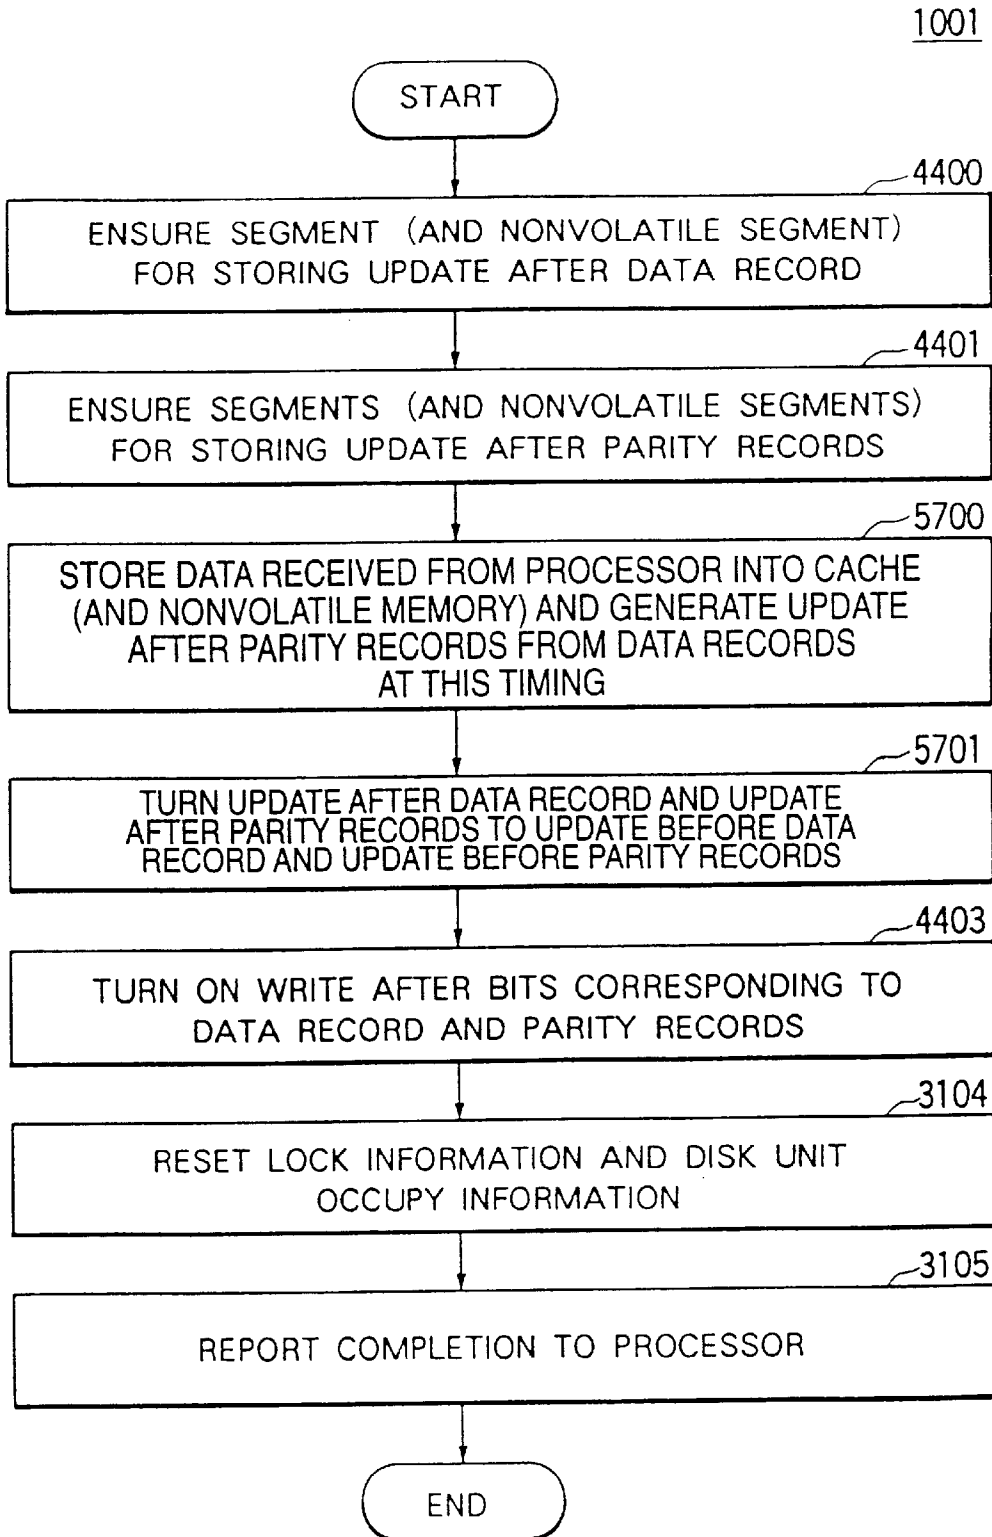 1001
START
4400
ENSURE SEGMENT (AND NONVOLATILE SEGMENT)
FOR STORING UPDATE AFTER DATA RECORD
4401
ENSURE SEGMENTS (AND NONVOLATILE SEGMENTS)
FOR STORING UPDATE AFTER PARITY RECORDS
5700
STORE DATA RECEIVED FROM PROCESSOR INTO CACHE
(AND NONVOLATILE MEMORY) AND GENERATE UPDATE
AFTER PARITY RECORDS FROM DATA RECORDS
AT THIS TIMING
5701
TURN UPDATE AFTER DATA RECORD AND UPDATE
AFTER PARITY RECORDS TO UPDATE BEFORE DATA
RECORD AND UPDATE BEFORE PARITY RECORDS
4403
TURN ON WRITE AFTER BITS CORRESPONDING TO
DATA RECORD AND PARITY RECORDS
3104
RESET LOCK INFORMATION AND DISK UNIT
OCCUPY INFORMATION
3105
REPORT COMPLETION TO PROCESSOR
END